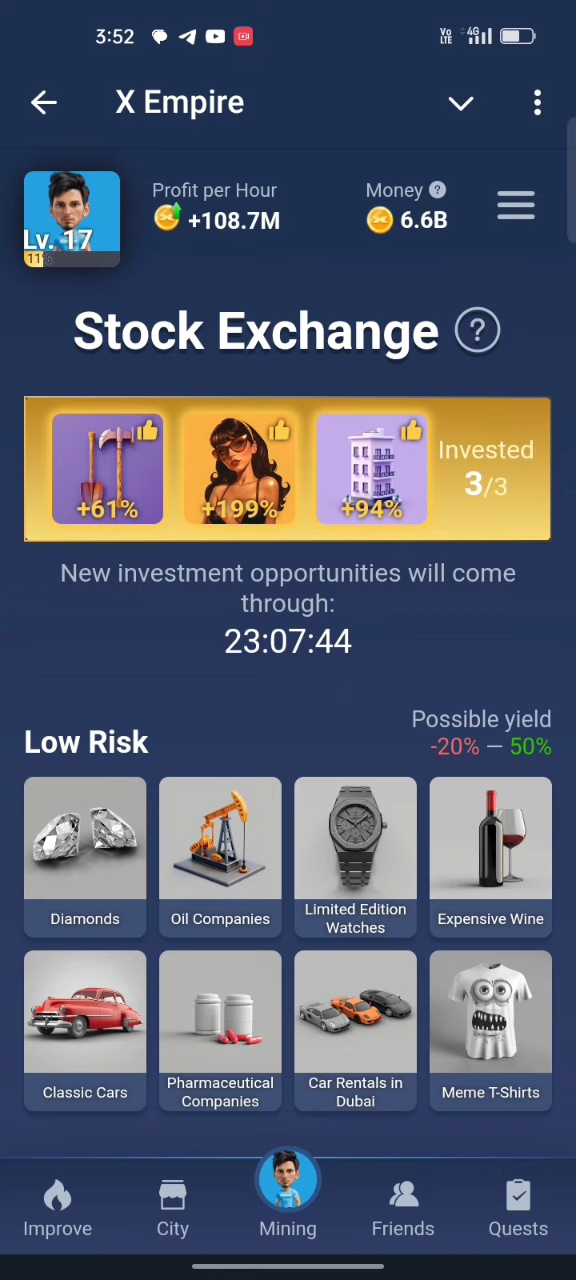 3:52
Vo LTE 4G
X Empire
Profit per Hour
Money ?
+108.7M
6.6B
Lv. 17
11%
Stock Exchange ?
Invested
3/3
+61%
+199%
+94%
New investment opportunities will come
through:
23:07:44
Possible yield
Low Risk
-20% — 50%
Diamonds
Oil Companies
Limited Edition
Watches
Expensive Wine
Classic Cars
Pharmaceutical
Companies
Car Rentals in
Dubai
Meme T-Shirts
Improve
City
Mining
Friends
Quests